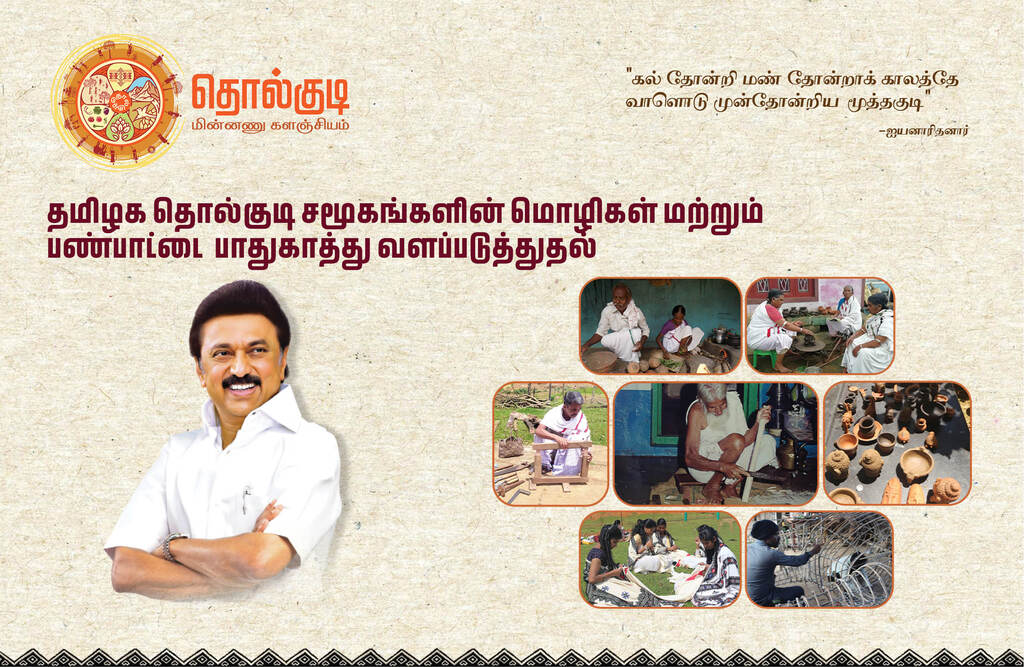 தொல்குடி
மின்னணு களஞ்சியம்
"கல் தோன்றி மண் தோன்றாக் காலத்தே
வாளொடு முன்தோன்றிய மூத்தகுடி"
-ஐயனாரிதனார்
தமிழக தொல்குடி சமூகங்களின் மொழிகள் மற்றும்
பண்பாட்டை பாதுகாத்து வளப்படுத்துதல்